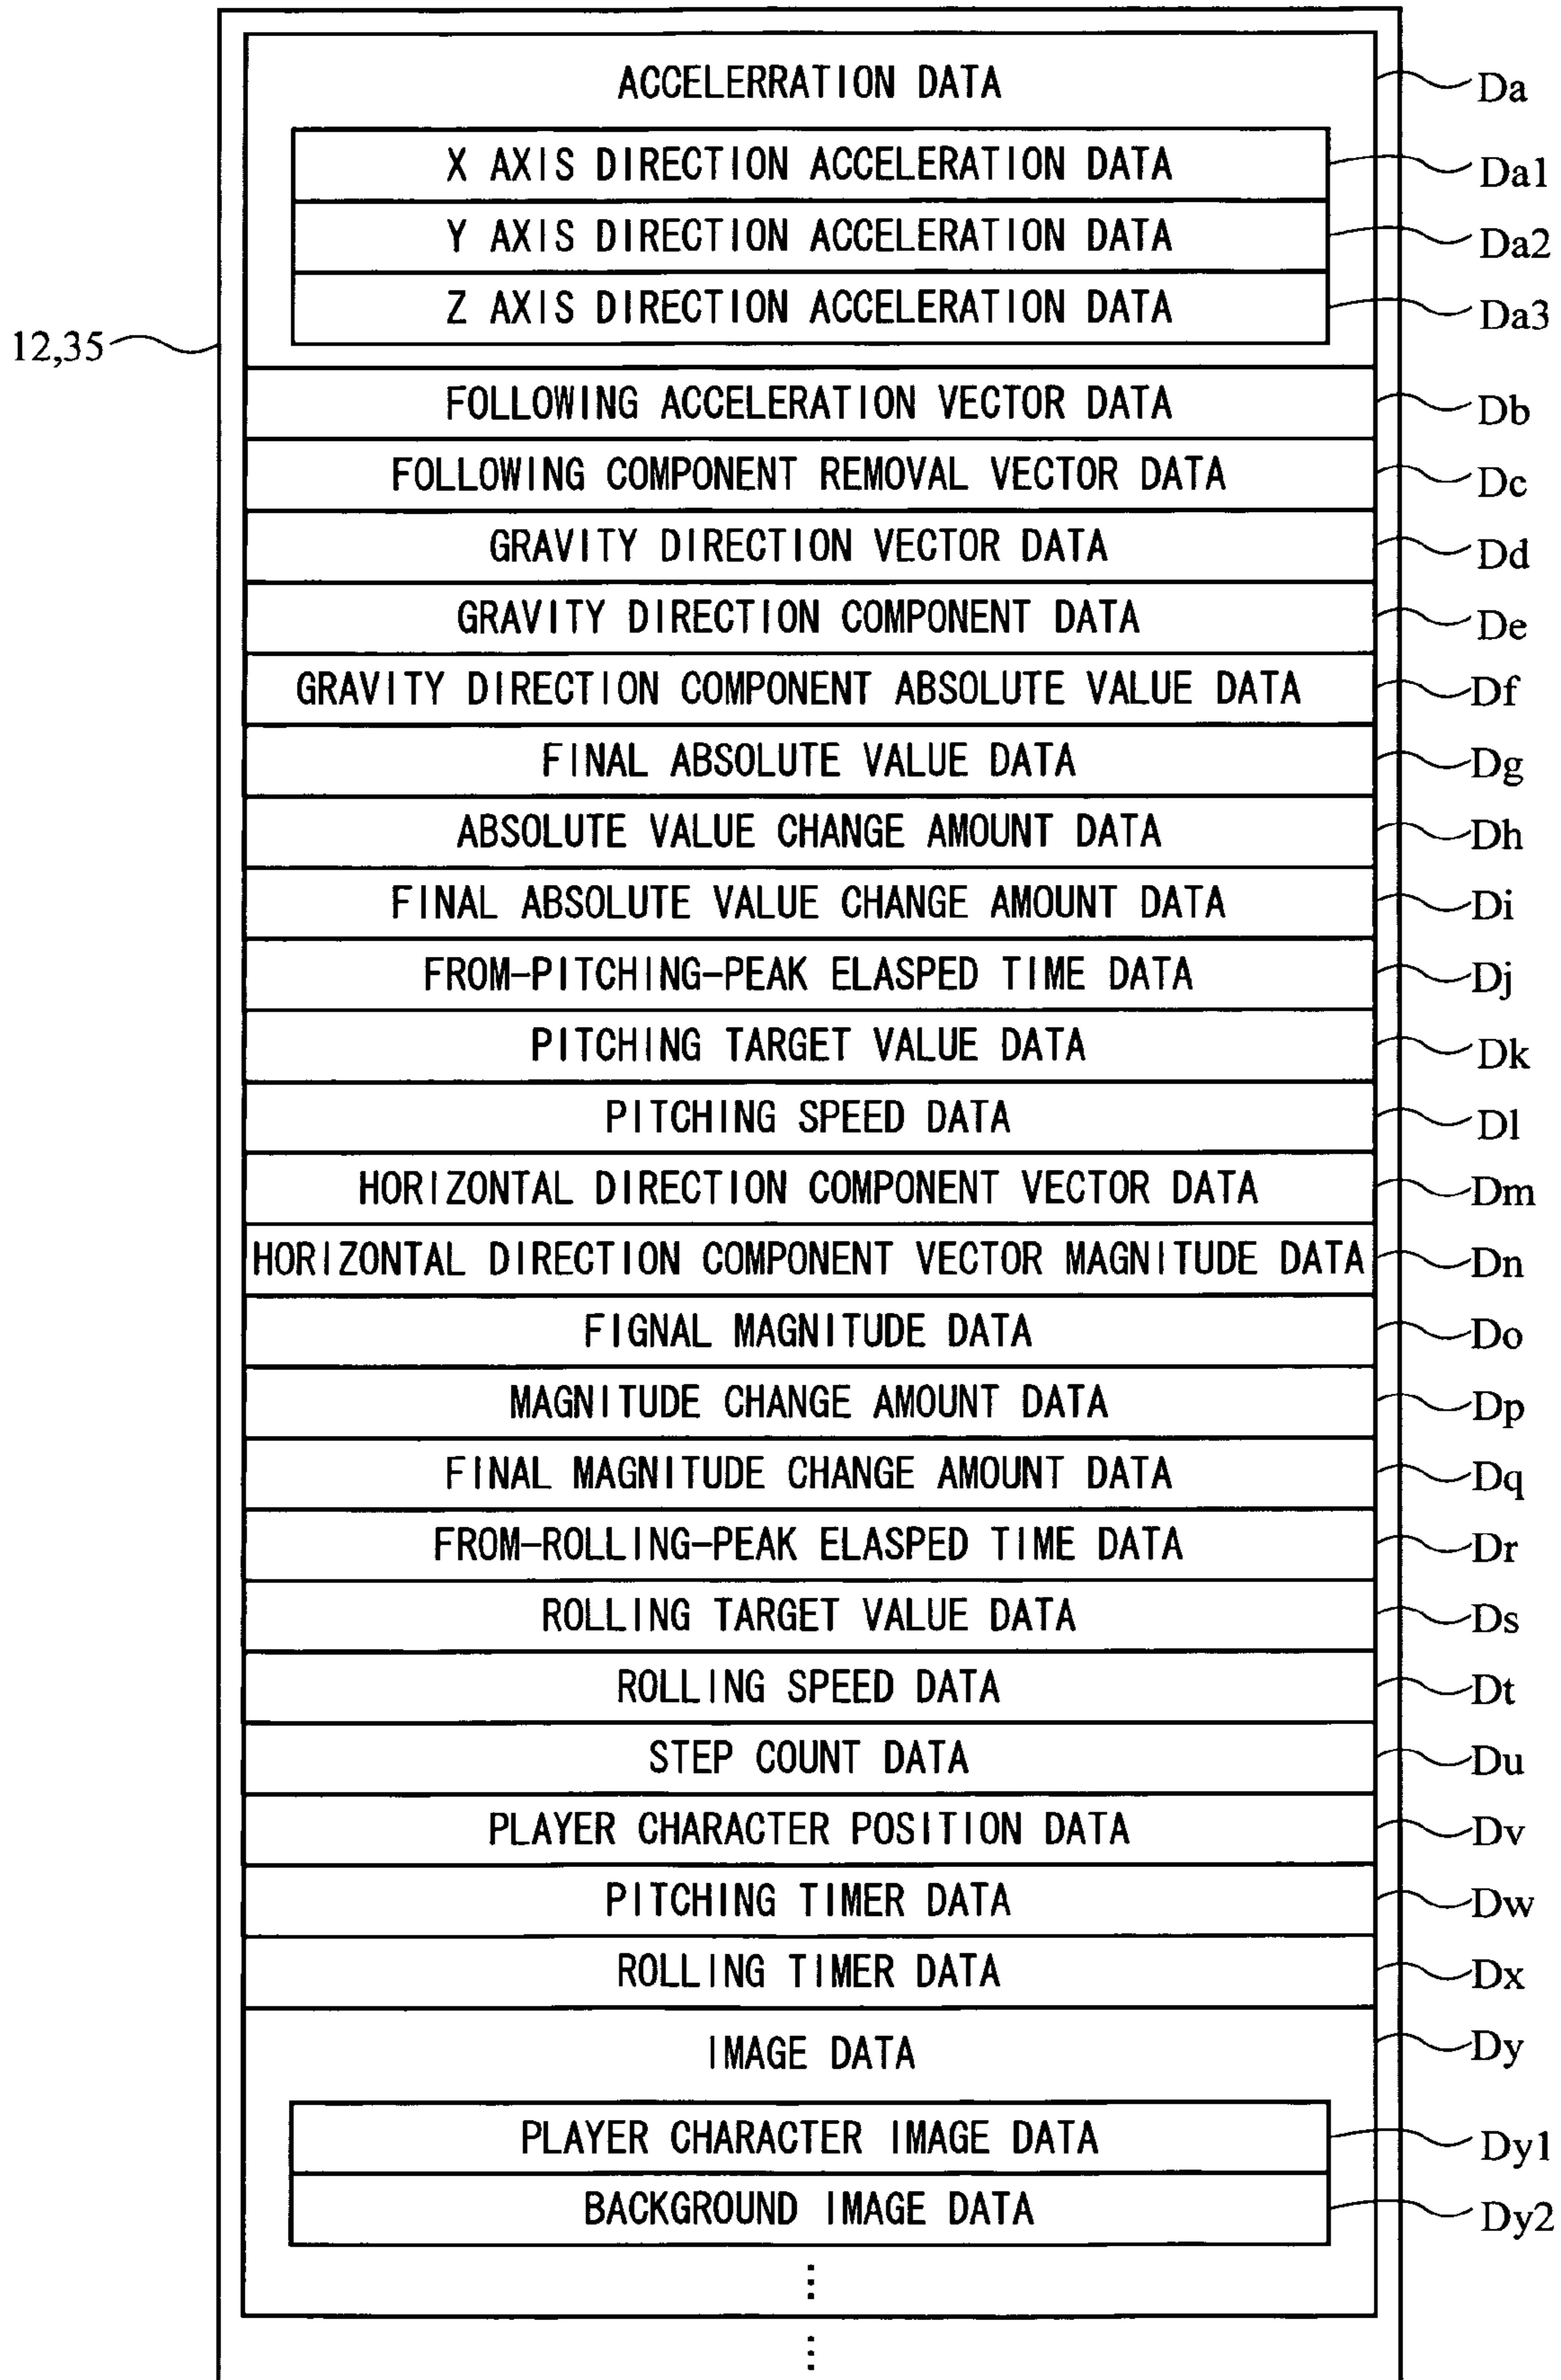 ACCELERRATION DATA Da
X AXIS DIRECTION ACCELERATION DATA Da1
Y AXIS DIRECTION ACCELERATION DATA Da2
Z AXIS DIRECTION ACCELERATION DATA Da3
12,35
FOLLOWING ACCELERATION VECTOR DATA Db
FOLLOWING COMPONENT REMOVAL VECTOR DATA Dc
GRAVITY DIRECTION VECTOR DATA Dd
GRAVITY DIRECTION COMPONENT DATA De
GRAVITY DIRECTION COMPONENT ABSOLUTE VALUE DATA Df
FINAL ABSOLUTE VALUE DATA Dg
ABSOLUTE VALUE CHANGE AMOUNT DATA Dh
FINAL ABSOLUTE VALUE CHANGE AMOUNT DATA Di
FROM-PITCHING-PEAK ELASPED TIME DATA Dj
PITCHING TARGET VALUE DATA Dk
PITCHING SPEED DATA Dl
HORIZONTAL DIRECTION COMPONENT VECTOR DATA Dm
HORIZONTAL DIRECTION COMPONENT VECTOR MAGNITUDE DATA Dn
FIGNAL MAGNITUDE DATA Do
MAGNITUDE CHANGE AMOUNT DATA Dp
FINAL MAGNITUDE CHANGE AMOUNT DATA Dq
FROM-ROLLING-PEAK ELASPED TIME DATA Dr
ROLLING TARGET VALUE DATA Ds
ROLLING SPEED DATA Dt
STEP COUNT DATA Du
PLAYER CHARACTER POSITION DATA Dv
PITCHING TIMER DATA Dw
ROLLING TIMER DATA Dx
IMAGE DATA Dy
PLAYER CHARACTER IMAGE DATA Dy1
BACKGROUND IMAGE DATA Dy2